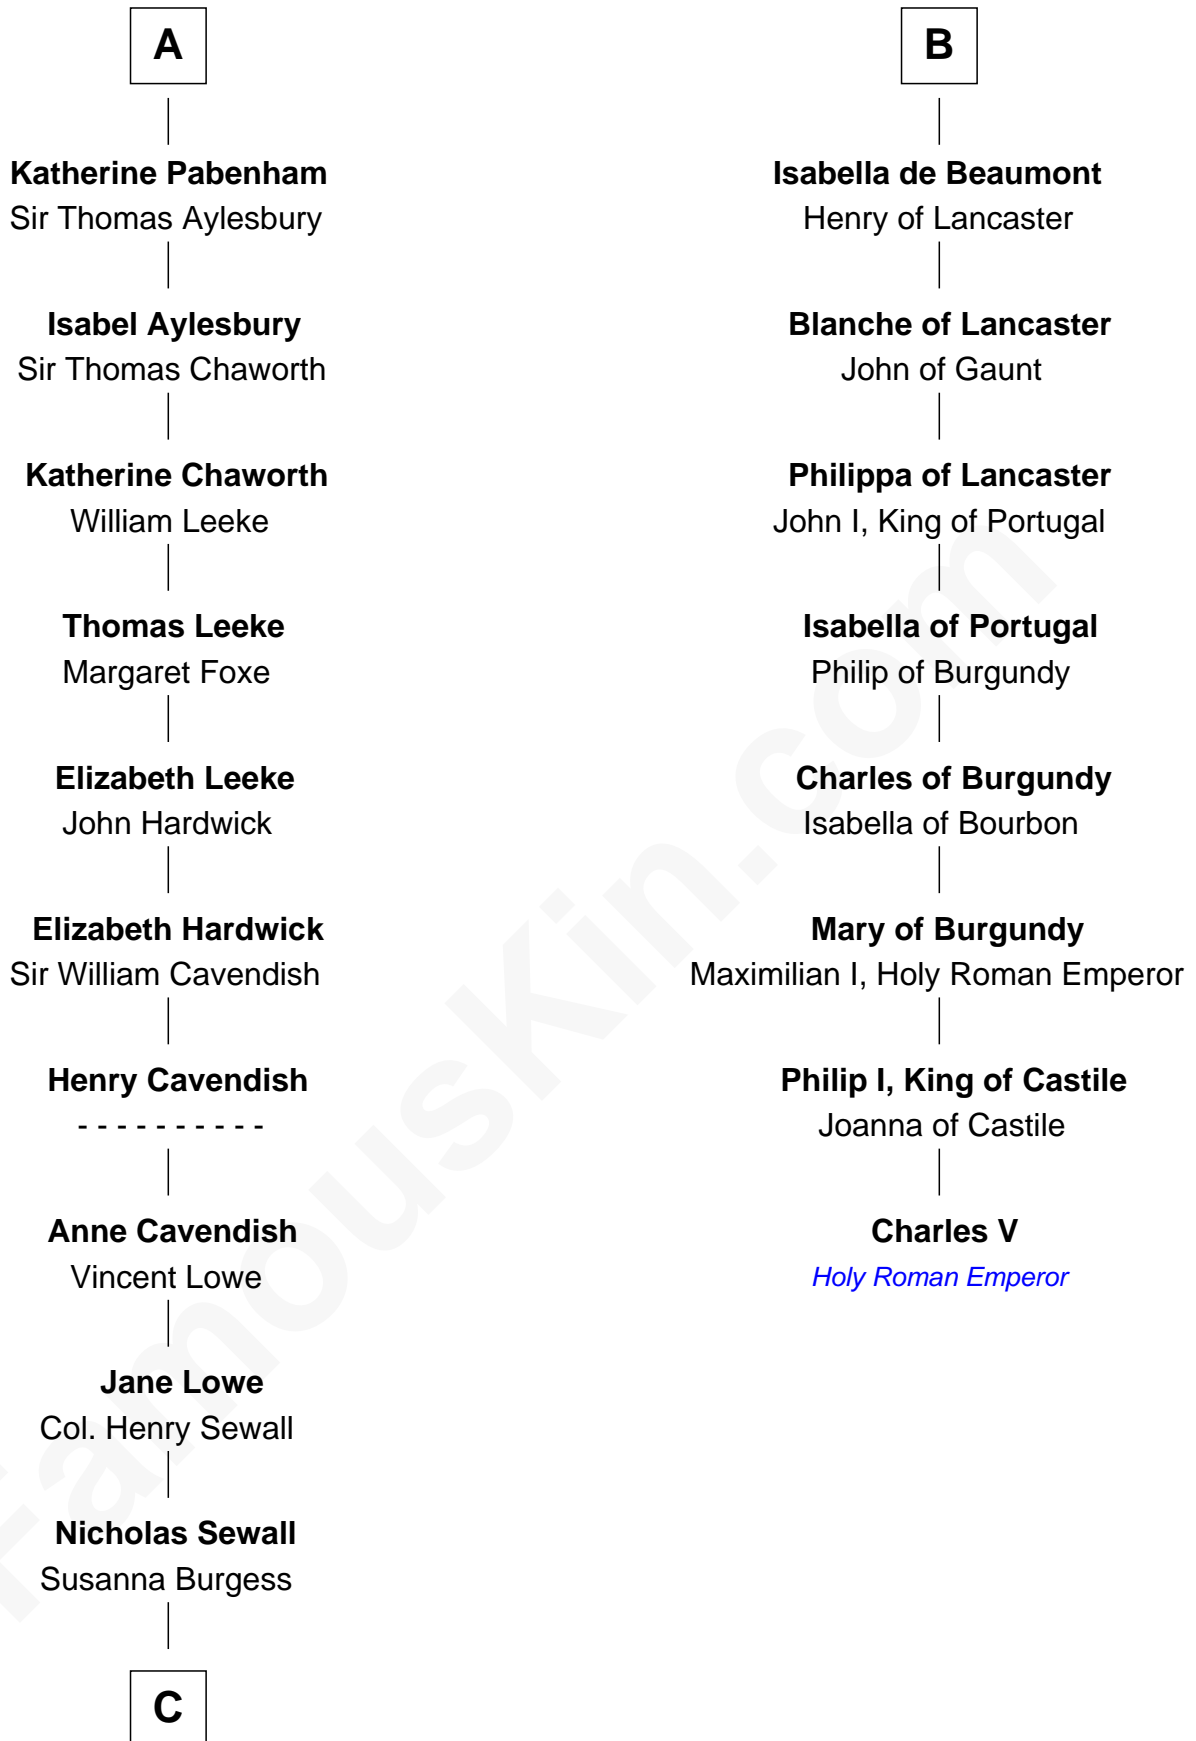 A
Katherine Pabenham
Sir Thomas Aylesbury
Isabel Aylesbury
Sir Thomas Chaworth
Katherine Chaworth
William Leeke
Thomas Leeke
Margaret Foxe
Elizabeth Leeke
John Hardwick
Elizabeth Hardwick
Sir William Cavendish
Henry Cavendish
- - - - - - - - - -
Anne Cavendish
Vincent Lowe
Jane Lowe
Col. Henry Sewall
Nicholas Sewall
Susanna Burgess
C
B
Isabella de Beaumont
Henry of Lancaster
Blanche of Lancaster
John of Gaunt
Philippa of Lancaster
John I, King of Portugal
Isabella of Portugal
Philip of Burgundy
Charles of Burgundy
Isabella of Bourbon
Mary of Burgundy
Maximilian I, Holy Roman Emperor
Philip I, King of Castile
Joanna of Castile
Charles V
Holy Roman Emperor
FamousKin.com